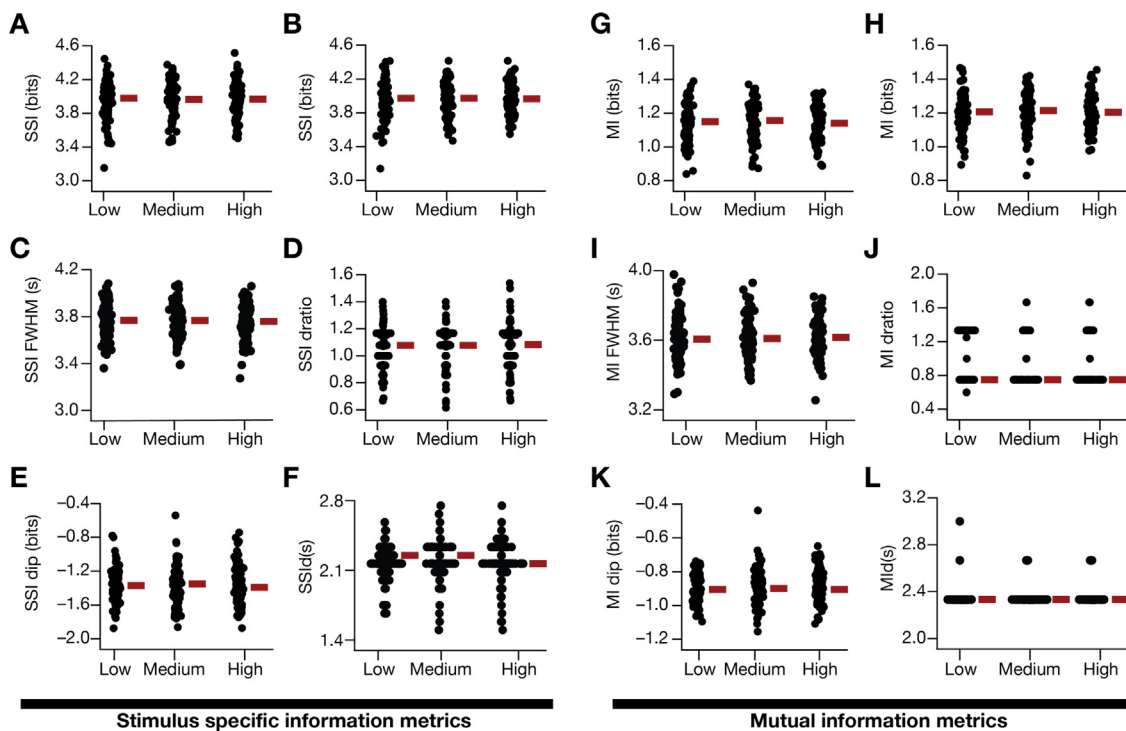 A
SSI (bits)
4.6
4.2
3.8
3.4
3.0
Low Medium High
B
SSI (bits)
4.6
4.2
3.8
3.4
3.0
Low Medium High
G
MI (bits)
1.6
1.4
1.2
1.0
0.8
Low Medium High
H
MI (bits)
1.6
1.4
1.2
1.0
0.8
Low Medium High
C
SSI FWHM (s)
4.2
3.8
3.4
3.0
Low Medium High
D
SSI dratio
1.6
1.4
1.2
1.0
0.8
0.6
Low Medium High
I
MI FWHM (s)
4.0
3.6
3.2
Low Medium High
J
MI dratio
2.0
1.6
1.2
0.8
0.4
Low Medium High
E
SSI dip (bits)
−0.4
−0.8
−1.2
−1.6
−2.0
Low Medium High
F
SSId(s)
2.8
2.1
1.4
Low Medium High
K
MI dip (bits)
−0.4
−0.6
−0.8
−1.0
−1.2
Low Medium High
L
MId(s)
3.2
2.8
2.4
2.0
Low Medium High
Stimulus specific information metrics
Mutual information metrics